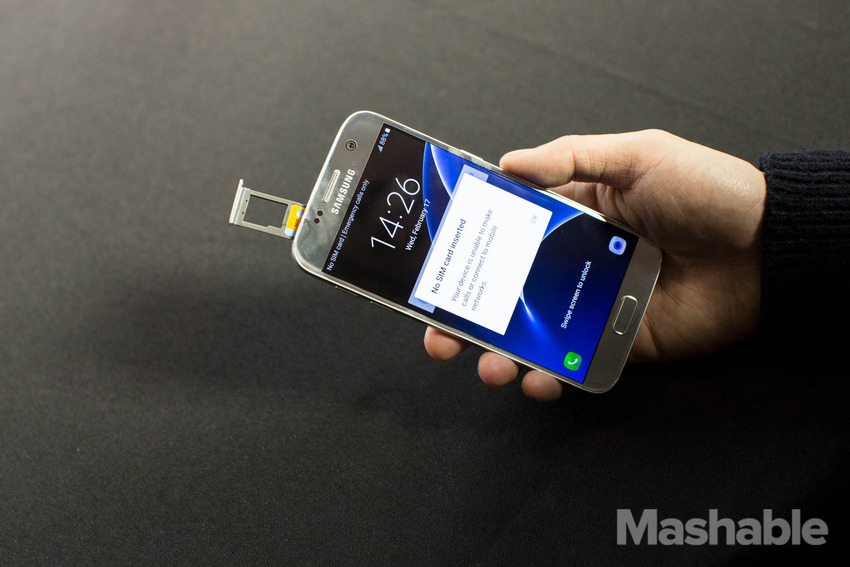 88%
No SIM card | Emergency calls only
SAMSUNG
14:26
Wed, February 17
No SIM card inserted
Your device is unable to make
calls or connect to mobile
networks.
OK
Swipe screen to unlock
Mashable